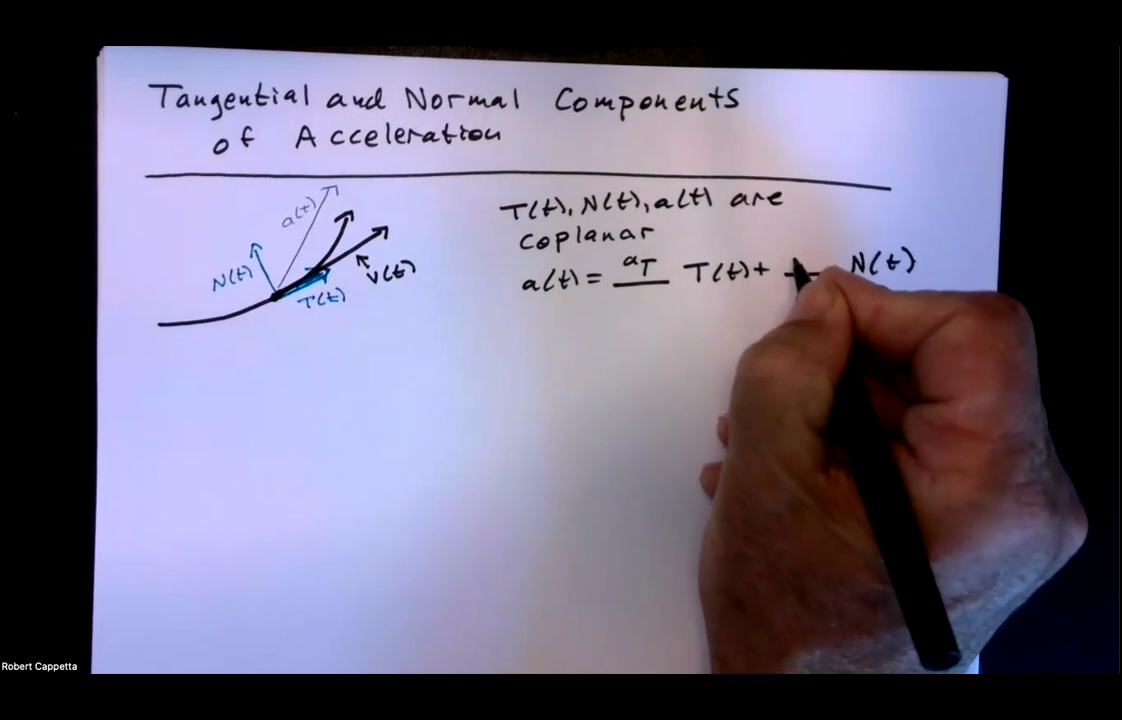 Tangential and Normal Components
of Acceleration
a(t)
N(t)
T(t)
v(t)
T(t), N(t), a(t) are
coplanar
a(t) = aT T(t) + N(t)
Robert Cappetta